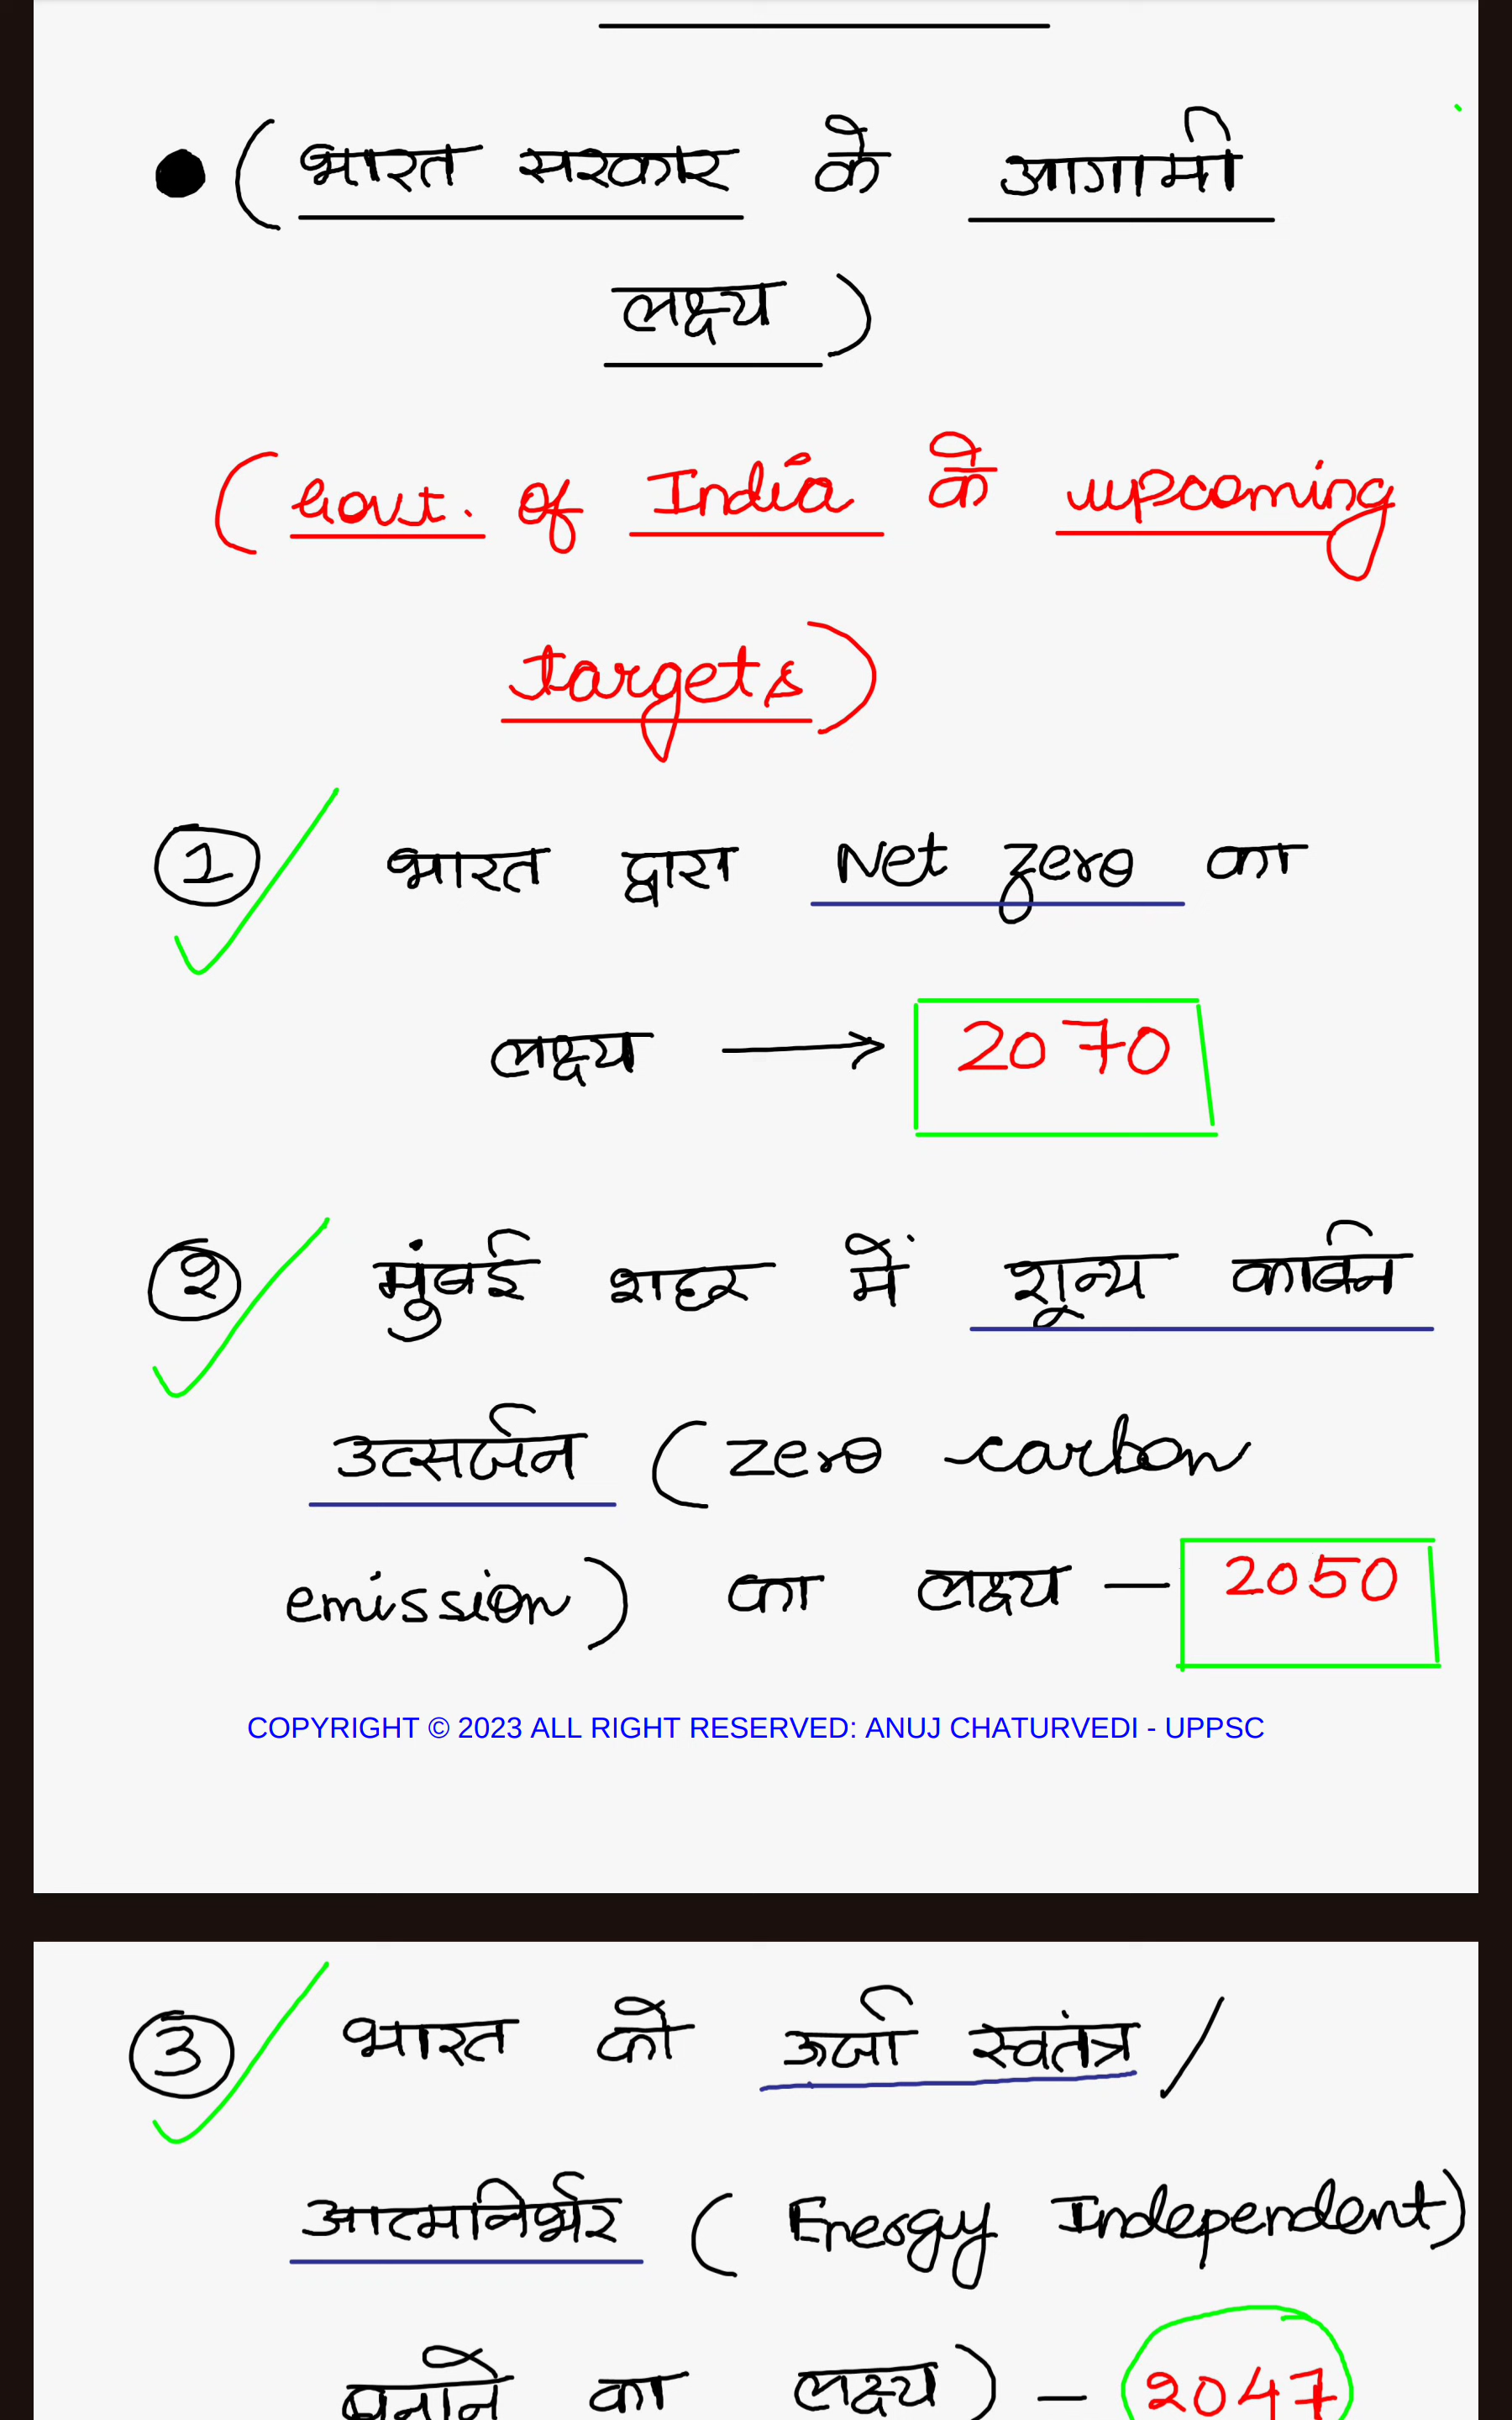 (भारत सरकार के आगामी
लक्ष्य)
(Govt. of India के upcoming
Targets)
1 भारत द्वारा Net zero का
लक्ष्य → 2070
2 मुंबई शहर में शून्य कार्बन
उत्सर्जन (zero carbon
emission) का लक्ष्य — 2050
COPYRIGHT © 2023 ALL RIGHT RESERVED: ANUJ CHATURVEDI - UPPSC
3 भारत को उर्जा स्वतंत्र /
आत्मनिर्भर (Energy Independent)
बनाने का लक्ष्य) — 2047